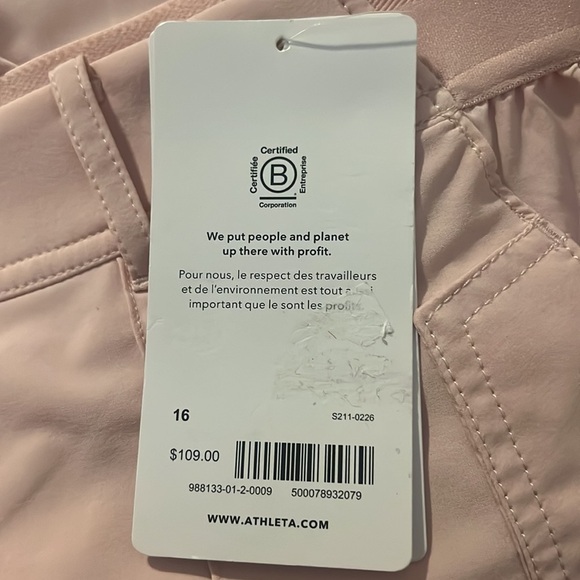 Certified
Certifiée
B
Entreprise
Corporation
We put people and planet
up there with profit.
Pour nous, le respect des travailleurs
et de l'environnement est tout aussi
important que le sont les profits.
16
S211-0226
$109.00
988133-01-2-0009
500078932079
WWW.ATHLETA.COM